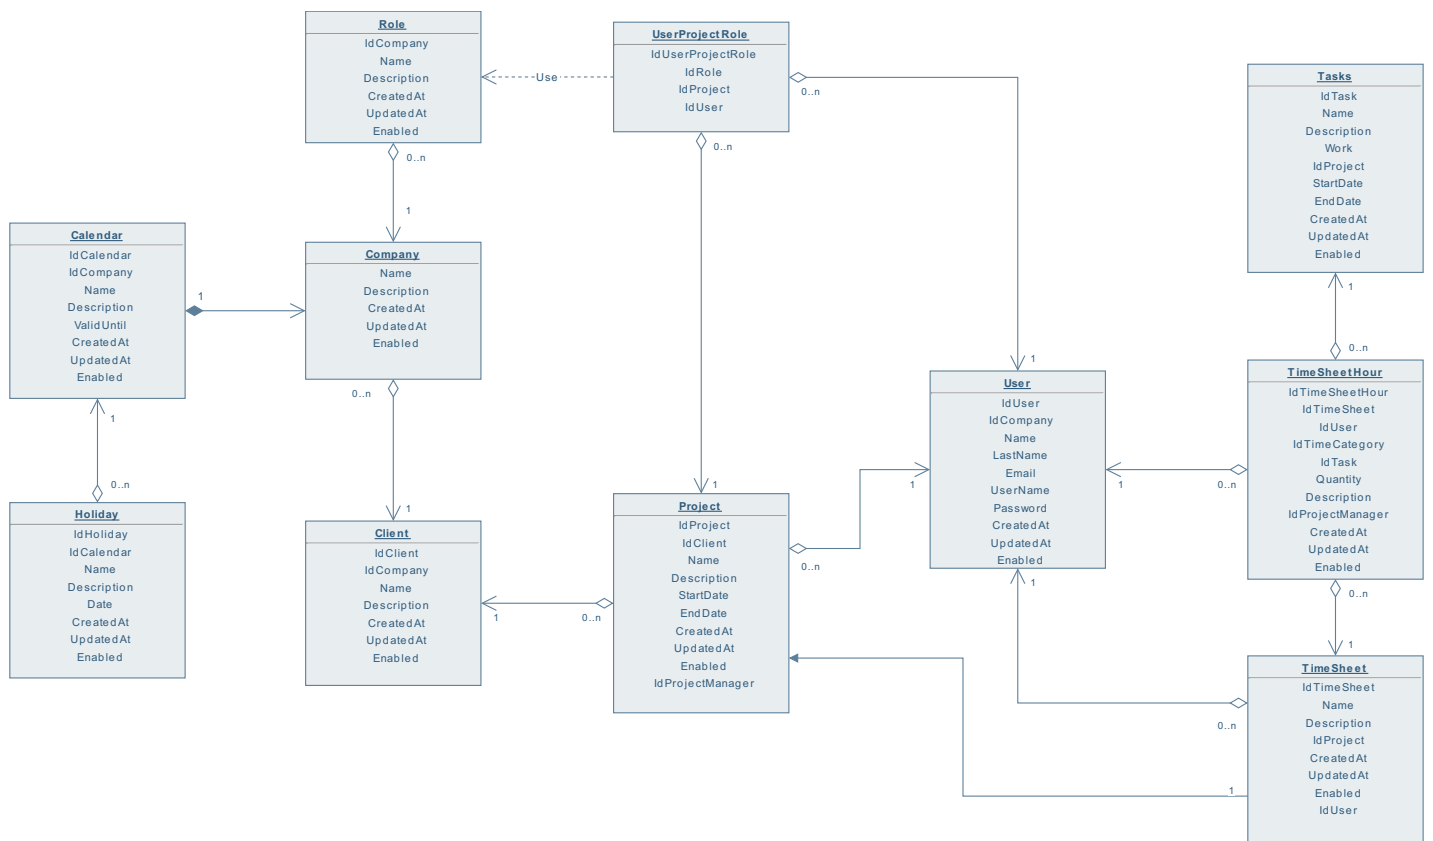 Role
IdCompany
Name
Description
CreatedAt
UpdatedAt
Enabled
0..n
1
Use
UserProjectRole
IdUserProjectRole
IdRole
IdProject
IdUser
0..n
0..n
1
1
Tasks
IdTask
Name
Description
Work
IdProject
StartDate
EndDate
CreatedAt
UpdatedAt
Enabled
1
0..n
Calendar
IdCalendar
IdCompany
Name
Description
ValidUntil
CreatedAt
UpdatedAt
Enabled
1
1
0..n
Company
Name
Description
CreatedAt
UpdatedAt
Enabled
0..n
1
Holiday
IdHoliday
IdCalendar
Name
Description
Date
CreatedAt
UpdatedAt
Enabled
Client
IdClient
IdCompany
Name
Description
CreatedAt
UpdatedAt
Enabled
1
0..n
Project
IdProject
IdClient
Name
Description
StartDate
EndDate
CreatedAt
UpdatedAt
Enabled
IdProjectManager
0..n
1
User
IdUser
IdCompany
Name
LastName
Email
UserName
Password
CreatedAt
UpdatedAt
Enabled
1
0..n
1
0..n
TimeSheetHour
IdTimeSheetHour
IdTimeSheet
IdUser
IdTimeCategory
IdTask
Quantity
Description
IdProjectManager
CreatedAt
UpdatedAt
Enabled
0..n
1
TimeSheet
IdTimeSheet
Name
Description
IdProject
CreatedAt
UpdatedAt
Enabled
IdUser
1